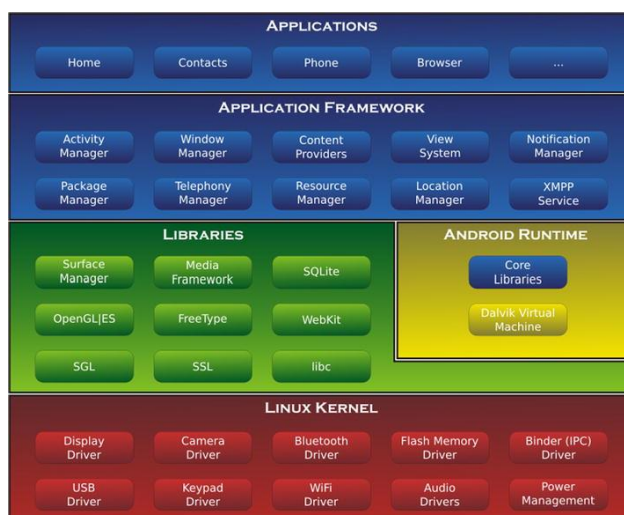 APPLICATIONS
Home
Contacts
Phone
Browser
...
APPLICATION FRAMEWORK
Activity
Manager
Window
Manager
Content
Providers
View
System
Notification
Manager
Package
Manager
Telephony
Manager
Resource
Manager
Location
Manager
XMPP
Service
LIBRARIES
Surface
Manager
Media
Framework
SQLite
OpenGL|ES
FreeType
WebKit
SGL
SSL
libc
ANDROID RUNTIME
Core
Libraries
Dalvik Virtual
Machine
LINUX KERNEL
Display
Driver
Camera
Driver
Bluetooth
Driver
Flash Memory
Driver
Binder (IPC)
Driver
USB
Driver
Keypad
Driver
WiFi
Driver
Audio
Drivers
Power
Management